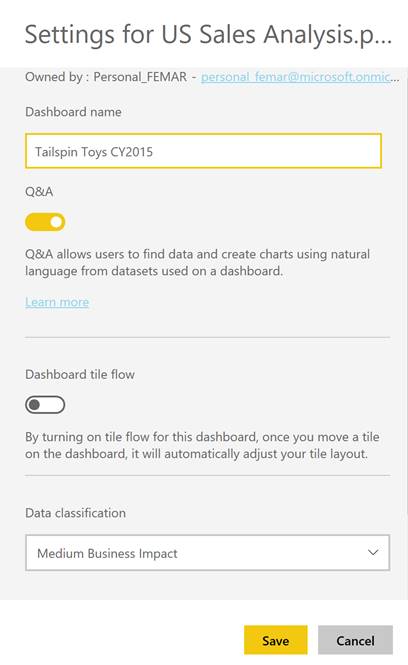 Settings for US Sales Analysis.p...
Owned by : Personal_FEMAR - personal_femar@microsoft.onmic...
Dashboard name
Tailspin Toys CY2015
Q&A
Q&A allows users to find data and create charts using natural
language from datasets used on a dashboard.
Learn more
Dashboard tile flow
By turning on tile flow for this dashboard, once you move a tile
on the dashboard, it will automatically adjust your tile layout.
Data classification
Medium Business Impact
Save Cancel